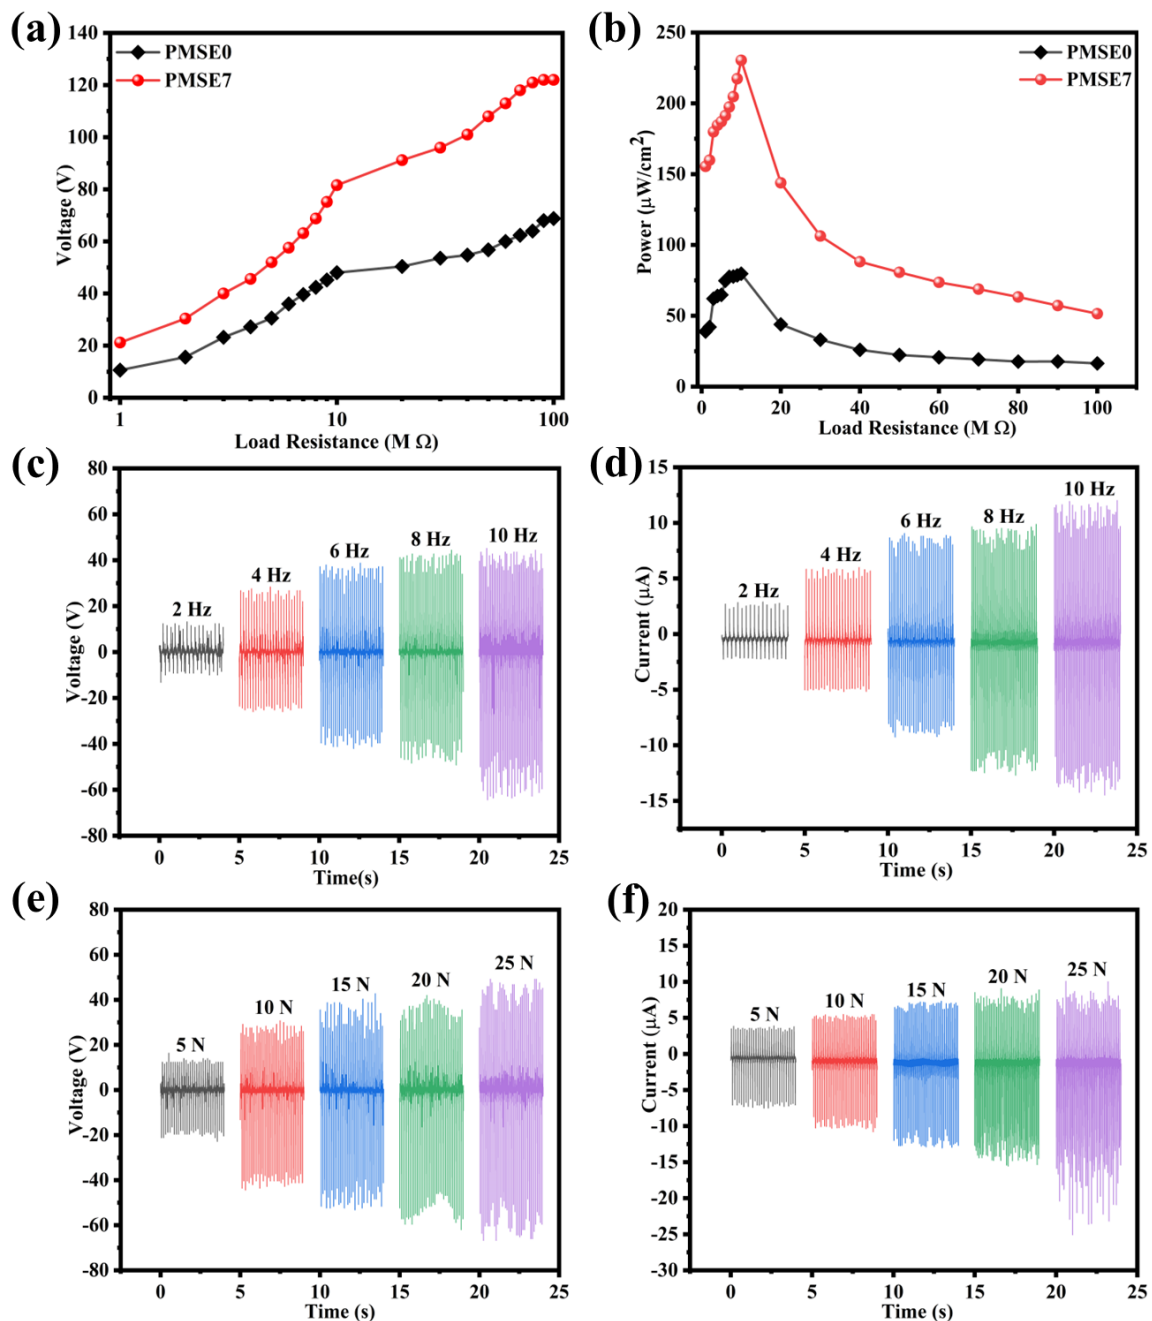 (a)
140
120
100
80
60
40
20
0
Voltage (V)
PMSE0
PMSE7
1
10
100
Load Resistance (M Ω)
(b)
250
200
150
100
50
0
Power (μW/cm²)
PMSE0
PMSE7
0
20
40
60
80
100
Load Resistance (M Ω)
(c)
80
60
40
20
0
-20
-40
-60
-80
Voltage (V)
2 Hz
4 Hz
6 Hz
8 Hz
10 Hz
0
5
10
15
20
25
Time(s)
(d)
15
10
5
0
-5
-10
-15
Current (μA)
2 Hz
4 Hz
6 Hz
8 Hz
10 Hz
0
5
10
15
20
25
Time (s)
(e)
80
60
40
20
0
-20
-40
-60
-80
Voltage (V)
5 N
10 N
15 N
20 N
25 N
0
5
10
15
20
25
Time (s)
(f)
20
15
10
5
0
-5
-10
-15
-20
-25
-30
Current (μA)
5 N
10 N
15 N
20 N
25 N
0
5
10
15
20
25
Time (s)